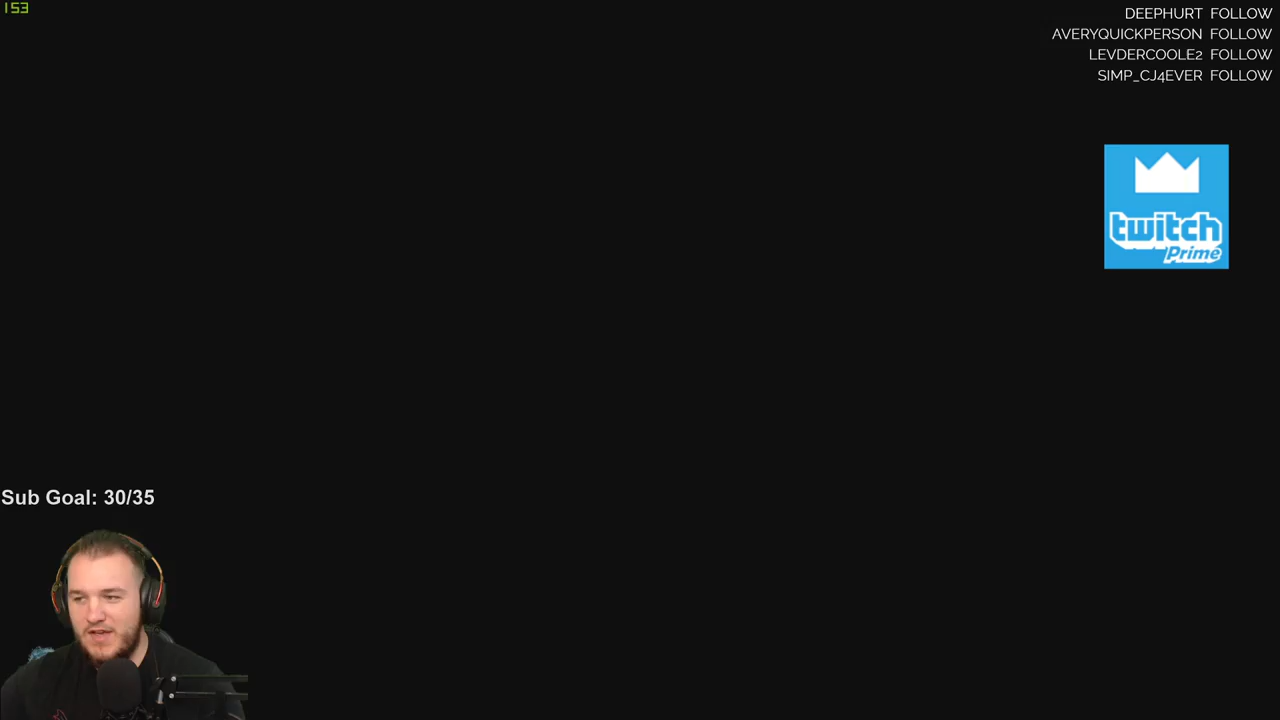 153
DEEPHURT FOLLOW
AVERYQUICKPERSON FOLLOW
LEVDERCOOLE2 FOLLOW
SIMP_CJ4EVER FOLLOW
twitch
Prime
Sub Goal: 30/35